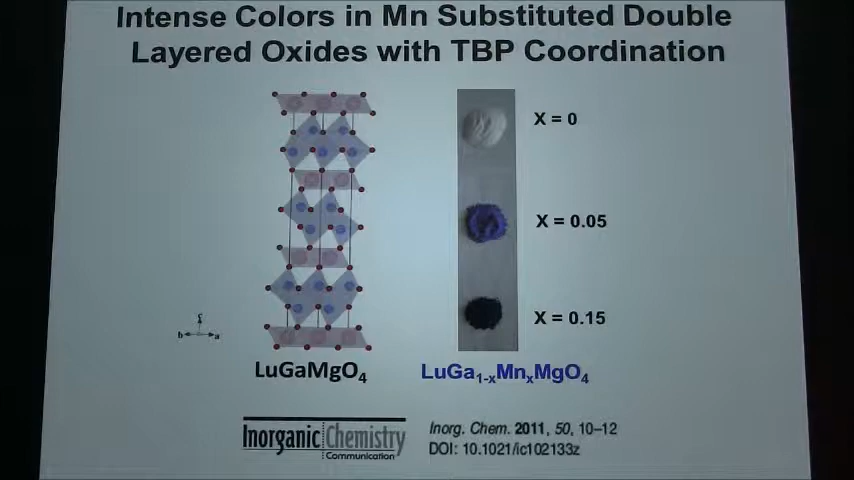 Intense Colors in Mn Substituted Double
Layered Oxides with TBP Coordination
X = 0
X = 0.05
X = 0.15
c
b a
LuGaMgO₄
LuGa₁₋ₓMnₓMgO₄
Inorganic Chemistry
Communication
Inorg. Chem. 2011, 50, 10–12
DOI: 10.1021/ic102133z